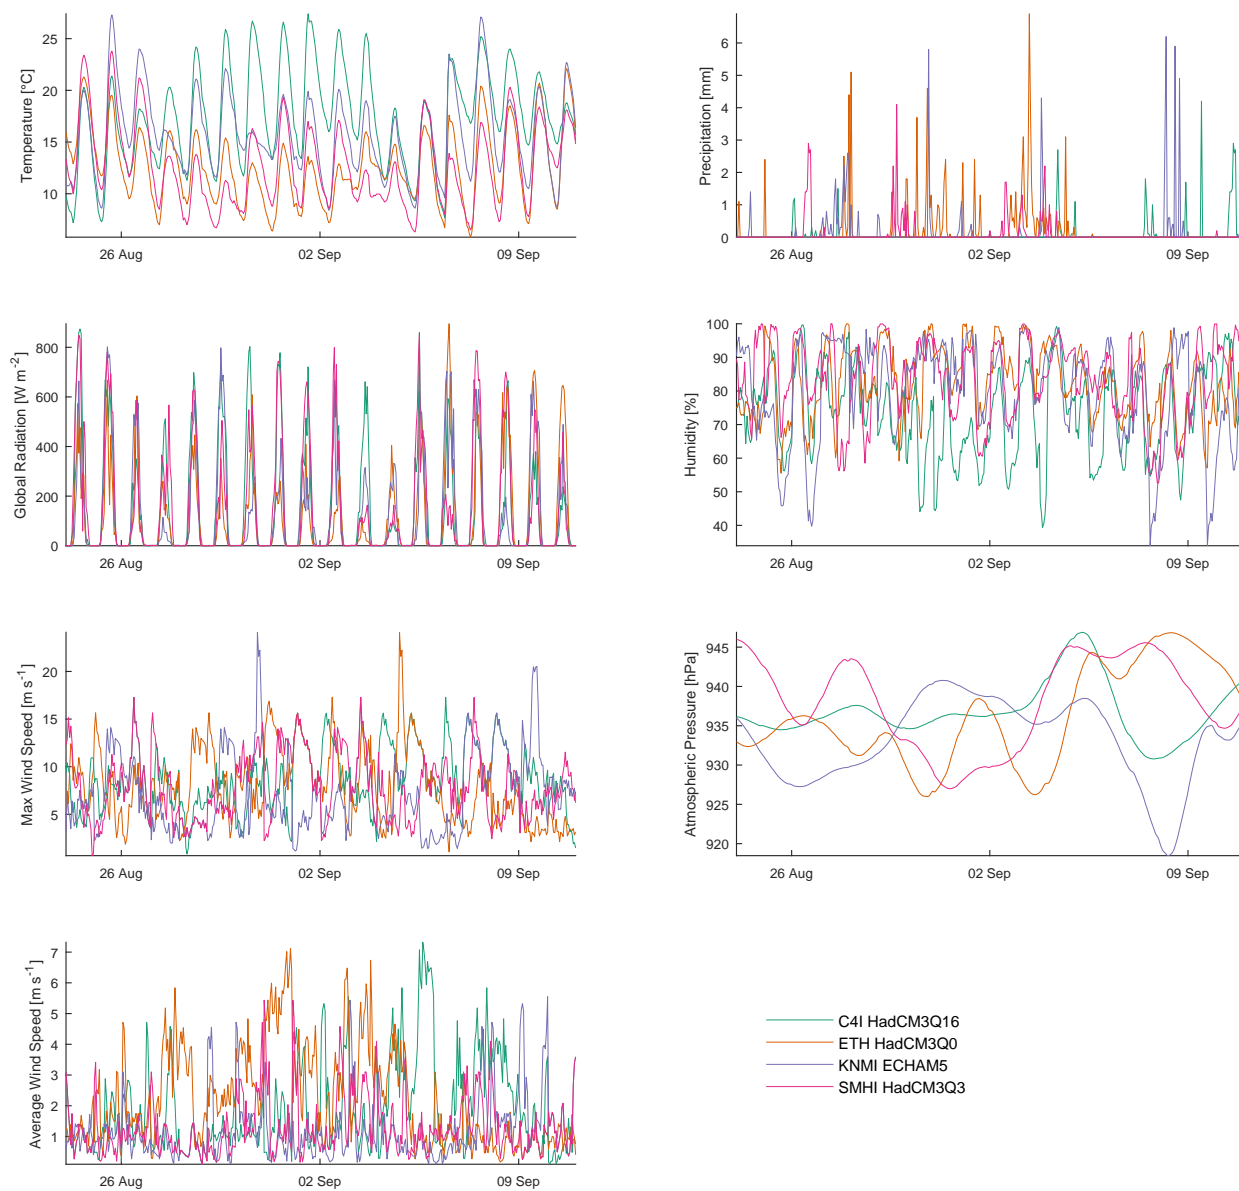 Temperature [°C]
25
20
15
10
26 Aug
02 Sep
09 Sep
Precipitation [mm]
6
5
4
3
2
1
0
26 Aug
02 Sep
09 Sep
Global Radiation [W m-2]
800
600
400
200
0
26 Aug
02 Sep
09 Sep
Humidity [%]
100
90
80
70
60
50
40
26 Aug
02 Sep
09 Sep
Max Wind Speed [m s-1]
20
15
10
5
26 Aug
02 Sep
09 Sep
Atmospheric Pressure [hPa]
945
940
935
930
925
920
26 Aug
02 Sep
09 Sep
Average Wind Speed [m s-1]
7
6
5
4
3
2
1
26 Aug
02 Sep
09 Sep
C4I HadCM3Q16
ETH HadCM3Q0
KNMI ECHAM5
SMHI HadCM3Q3